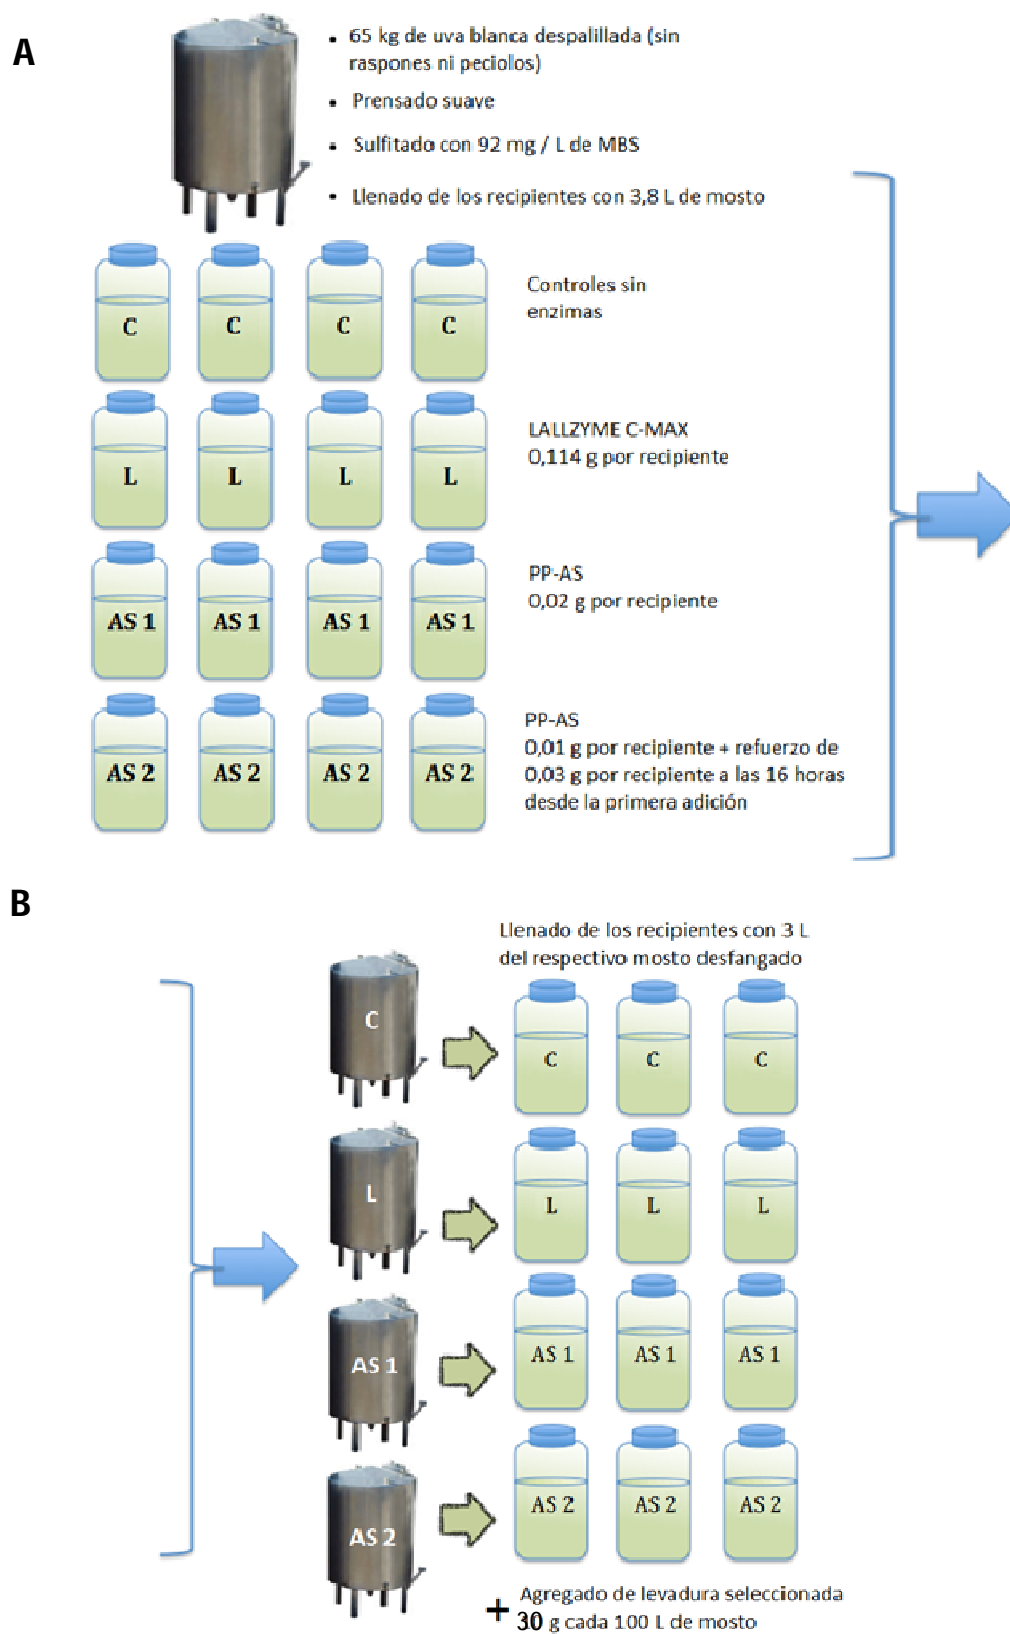 A
• 65 kg de uva blanca despalillada (sin
raspones ni peciolos)
• Prensado suave
• Sulfitado con 92 mg / L de MBS
• Llenado de los recipientes con 3,8 L de mosto
C C C C
Controles sin
enzimas
L L L L
LALLZYME C-MAX
0,114 g por recipiente
AS 1 AS 1 AS 1 AS 1
PP-AS
0,02 g por recipiente
AS 2 AS 2 AS 2 AS 2
PP-AS
0,01 g por recipiente + refuerzo de
0,03 g por recipiente a las 16 horas
desde la primera adición
B
Llenado de los recipientes con 3 L
del respectivo mosto desfangado
C C C C
L L L L
AS 1 AS 1 AS 1 AS 1
AS 2 AS 2 AS 2 AS 2
+ Agregado de levadura seleccionada
30 g cada 100 L de mosto